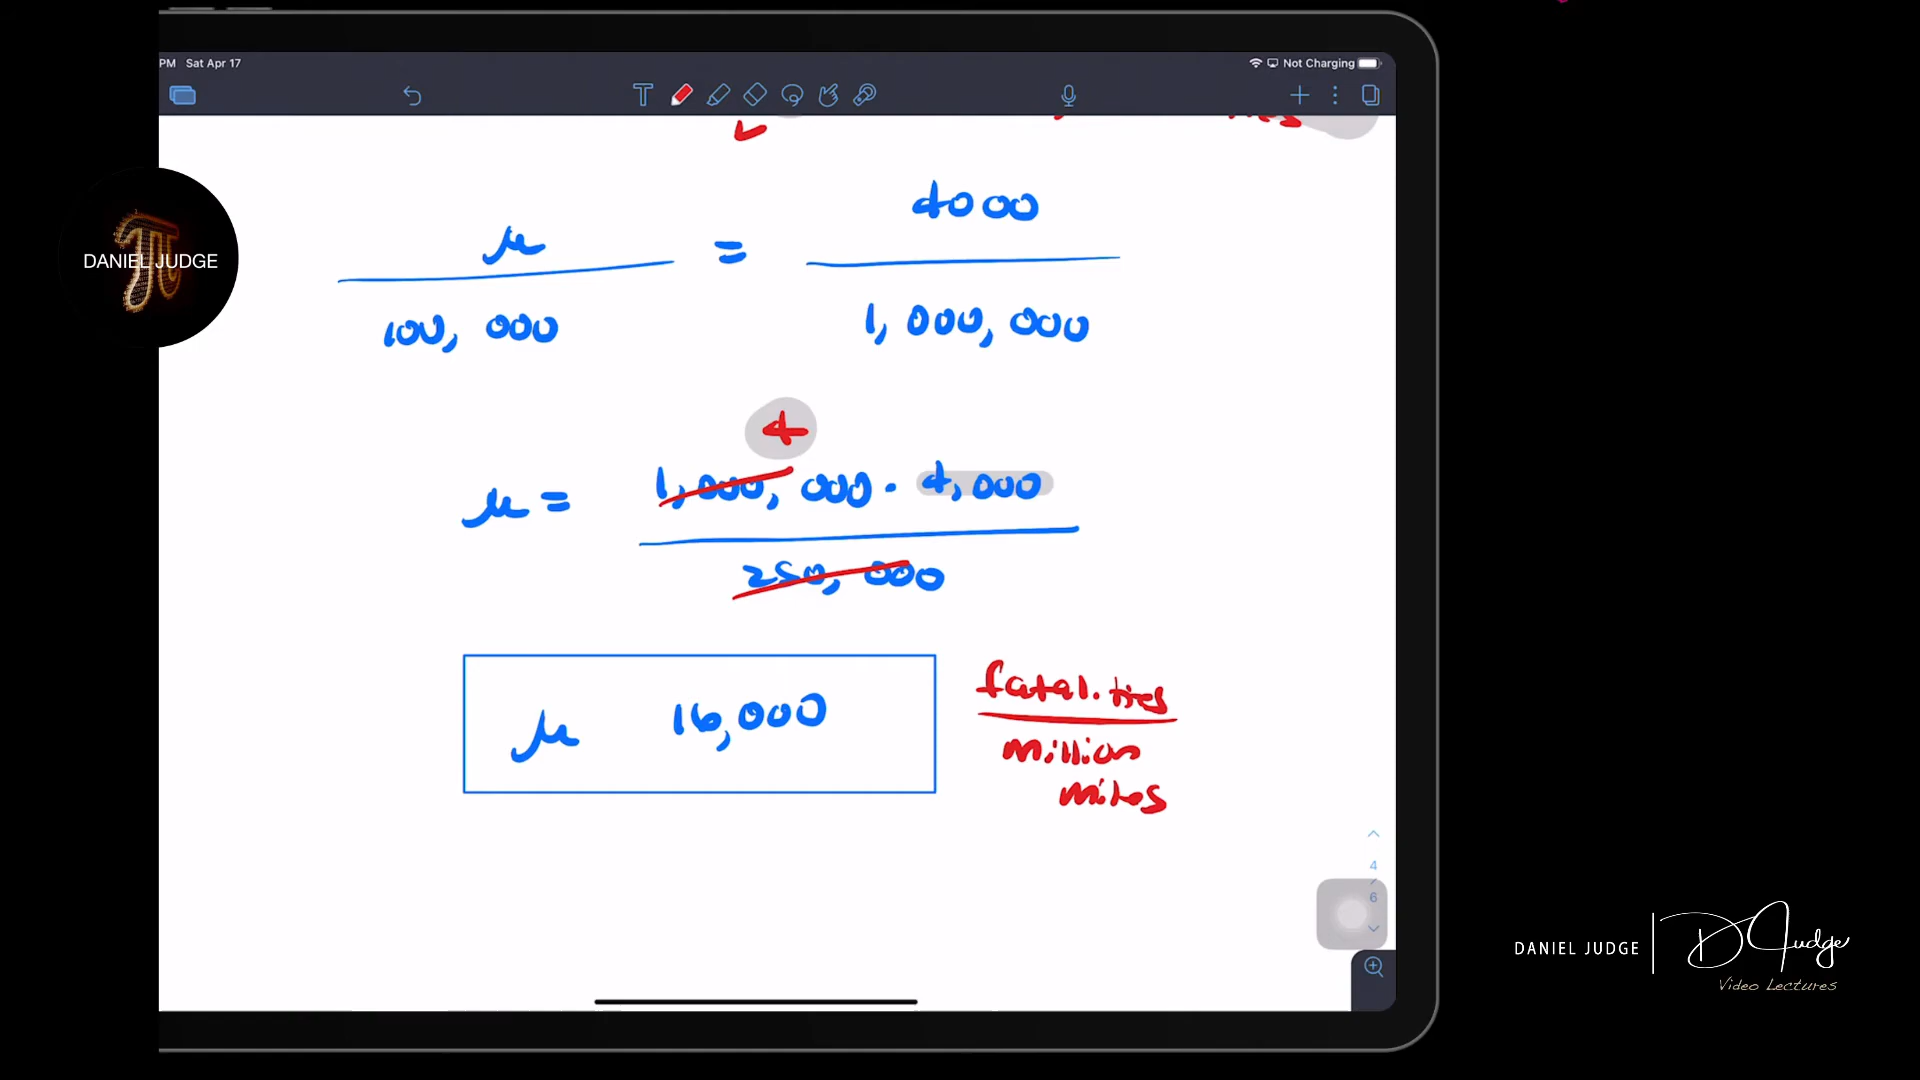 PM Sat Apr 17
Not Charging
T
DANIEL JUDGE
μ = 4000
100, 000 1, 000, 000
4
μ = 1,000, 000 · 4,000
250, 000
μ 16,000
fatalities
million
miles
4
6
DANIEL JUDGE
DJudge
Video Lectures